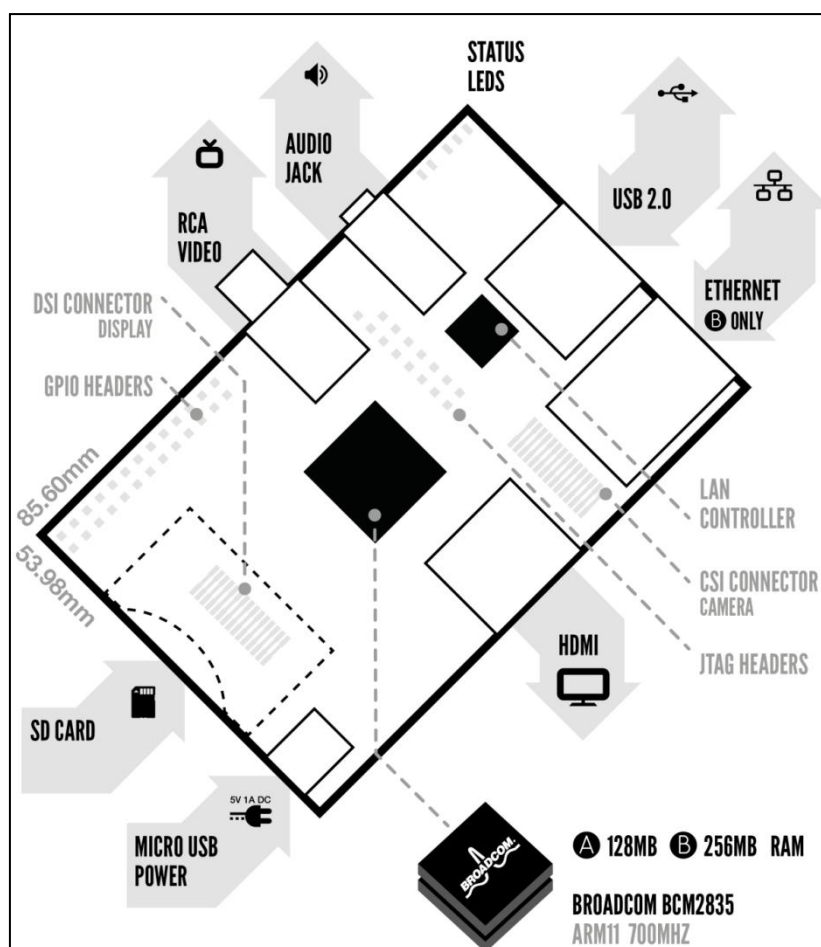 STATUS
LEDS
AUDIO
JACK
USB 2.0
RCA
VIDEO
ETHERNET
B ONLY
DSI CONNECTOR
DISPLAY
GPIO HEADERS
85.60mm
53.98mm
LAN
CONTROLLER
CSI CONNECTOR
CAMERA
JTAG HEADERS
HDMI
SD CARD
5V 1A DC
MICRO USB
POWER
BROADCOM.
A 128MB B 256MB RAM
BROADCOM BCM2835
ARM11 700MHZ